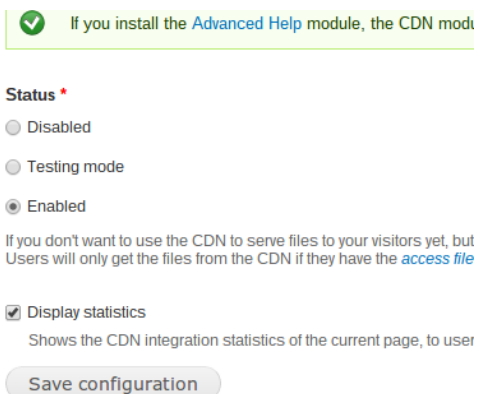 If you install the Advanced Help module, the CDN modu
Status *
Disabled
Testing mode
Enabled
If you don't want to use the CDN to serve files to your visitors yet, but
Users will only get the files from the CDN if they have the access file
Display statistics
Shows the CDN integration statistics of the current page, to user
Save configuration